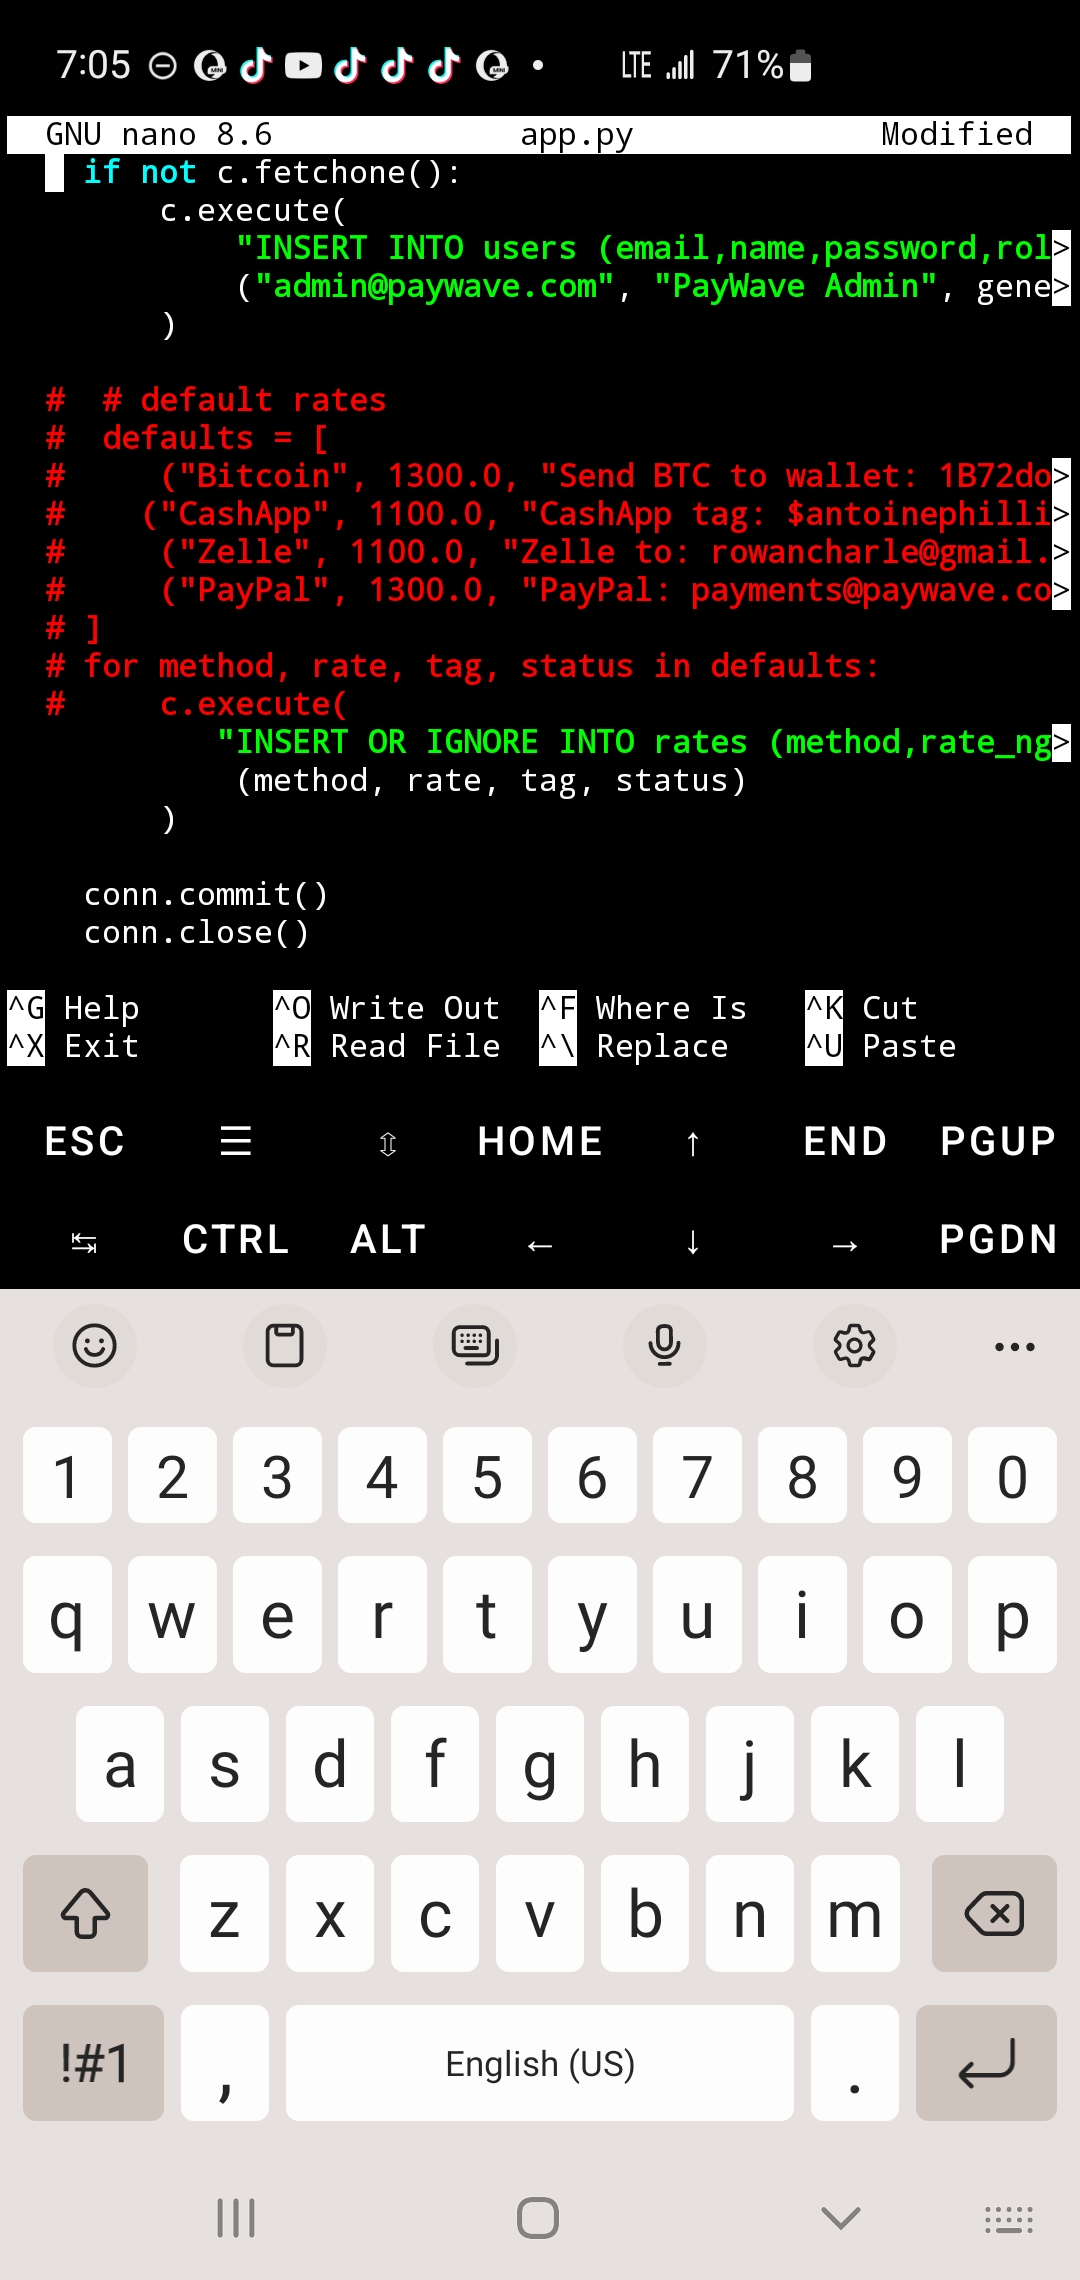 7:05 LTE 71%
GNU nano 8.6 app.py Modified
if not c.fetchone():
c.execute(
"INSERT INTO users (email,name,password,rol>
("admin@paywave.com", "PayWave Admin", gene>
)
#  # default rates
#  defaults = [
#     ("Bitcoin", 1300.0, "Send BTC to wallet: 1B72do>
#    ("CashApp", 1100.0, "CashApp tag: $antoinephilli>
#     ("Zelle", 1100.0, "Zelle to: rowancharle@gmail.>
#     ("PayPal", 1300.0, "PayPal: payments@paywave.co>
# ]
# for method, rate, tag, status in defaults:
#     c.execute(
"INSERT OR IGNORE INTO rates (method,rate_ng>
(method, rate, tag, status)
)
conn.commit()
conn.close()
^G Help ^O Write Out ^F Where Is ^K Cut
^X Exit ^R Read File ^\ Replace ^U Paste
ESC ☰ ⇳ HOME ↑ END PGUP
↹ CTRL ALT ← ↓ → PGDN
1 2 3 4 5 6 7 8 9 0
q w e r t y u i o p
a s d f g h j k l
z x c v b n m
!#1 , English (US) .